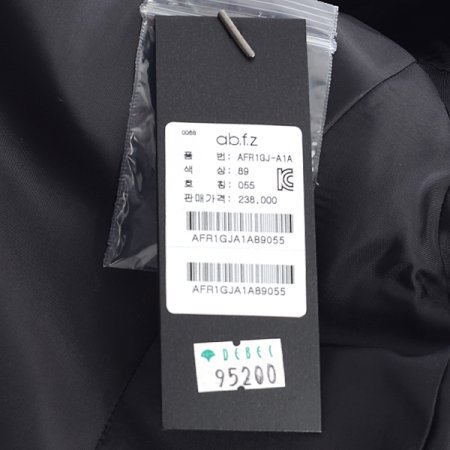 0088
ab.f.z
품 번: AFR1GJ-A1A
색 상: 89
호 칭: 055
판매가격: 238,000
AFR1GJA1A89055
AFR1GJA1A89055
DEBEC
95200